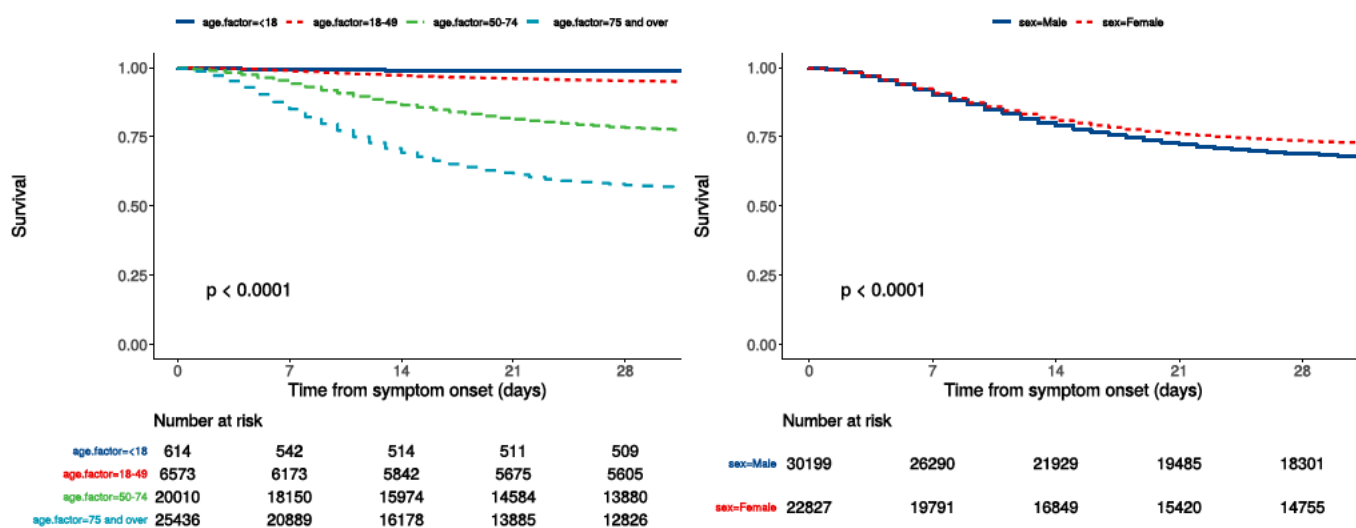 age.factor=<18 age.factor=18-49 age.factor=50-74 age.factor=75 and over
1.00
0.75
0.50
0.25
0.00
Survival
p < 0.0001
0 7 14 21 28
Time from symptom onset (days)
Number at risk
age.factor=<18 614 542 514 511 509
age.factor=18-49 6573 6173 5842 5675 5605
age.factor=50-74 20010 18150 15974 14584 13880
age.factor=75 and over 25436 20889 16178 13885 12826
sex=Male sex=Female
1.00
0.75
0.50
0.25
0.00
Survival
p < 0.0001
0 7 14 21 28
Time from symptom onset (days)
Number at risk
sex=Male 30199 26290 21929 19485 18301
sex=Female 22827 19791 16849 15420 14755